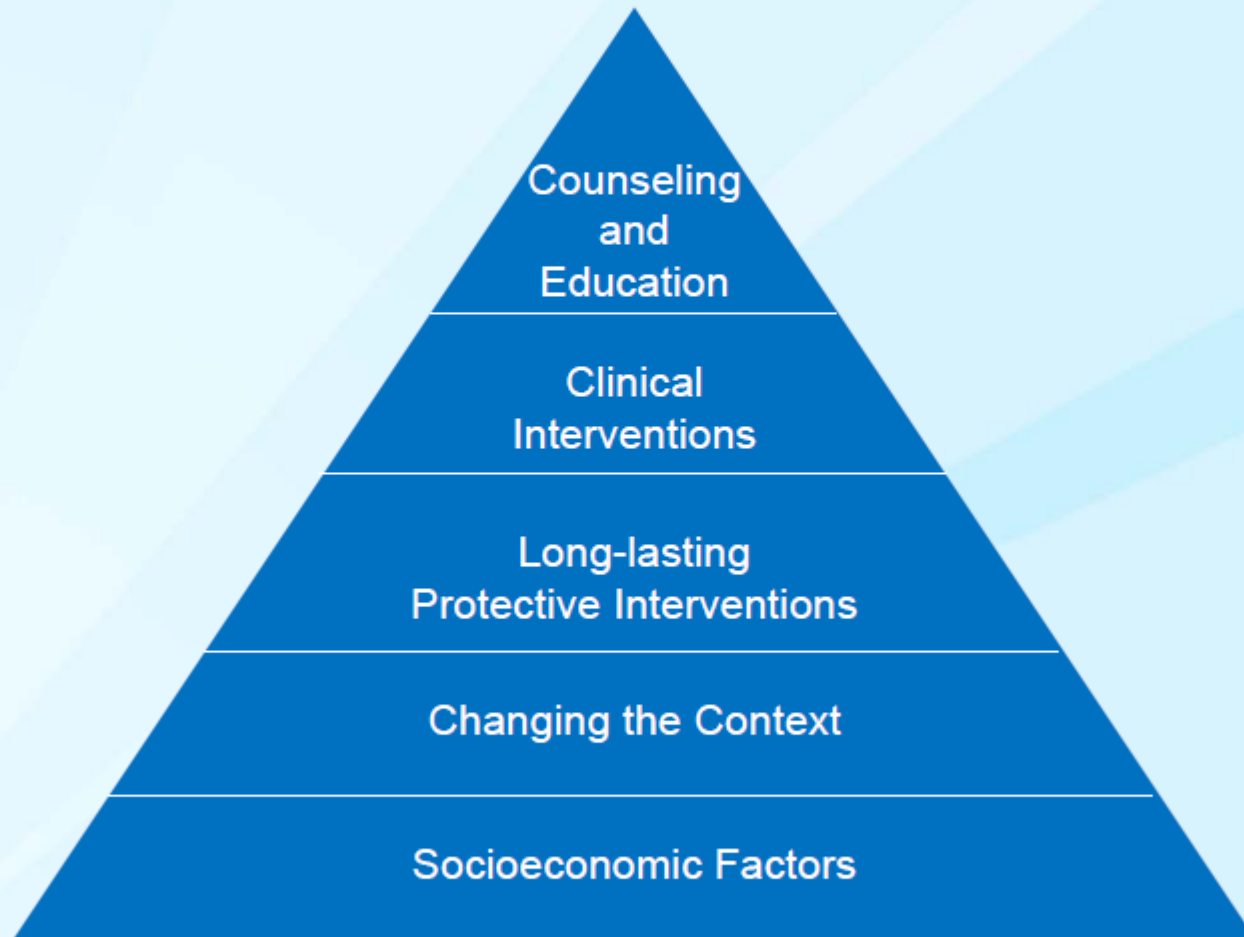 Counseling
and
Education
Clinical
Interventions
Long-lasting
Protective Interventions
Changing the Context
Socioeconomic Factors